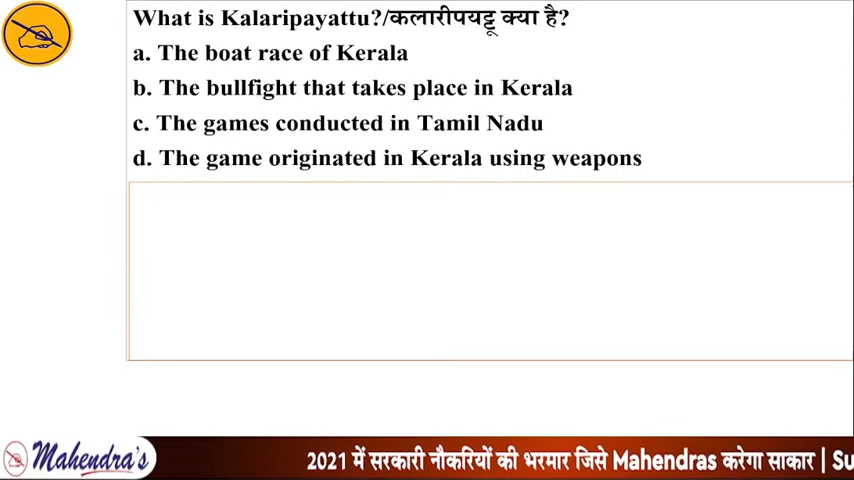 What is Kalaripayattu?/कलारीपयट्टू क्या है?
a. The boat race of Kerala
b. The bullfight that takes place in Kerala
c. The games conducted in Tamil Nadu
d. The game originated in Kerala using weapons
Mahendra's
2021 में सरकारी नौकरियों की भरमार जिसे Mahendras करेगा साकार | Su